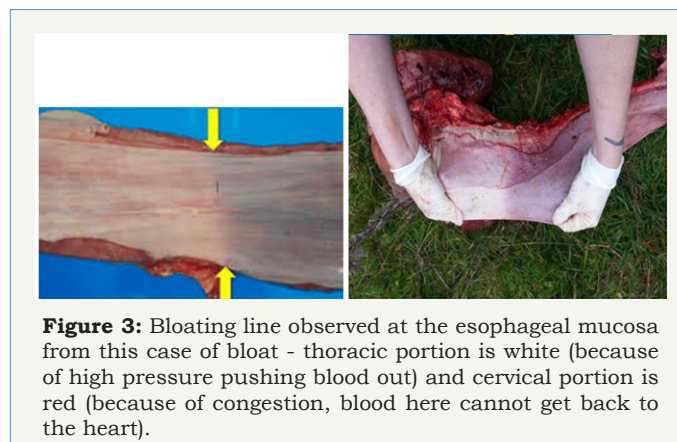 Figure 3: Bloating line observed at the esophageal mucosa
from this case of bloat - thoracic portion is white (because
of high pressure pushing blood out) and cervical portion is
red (because of congestion, blood here cannot get back to
the heart).